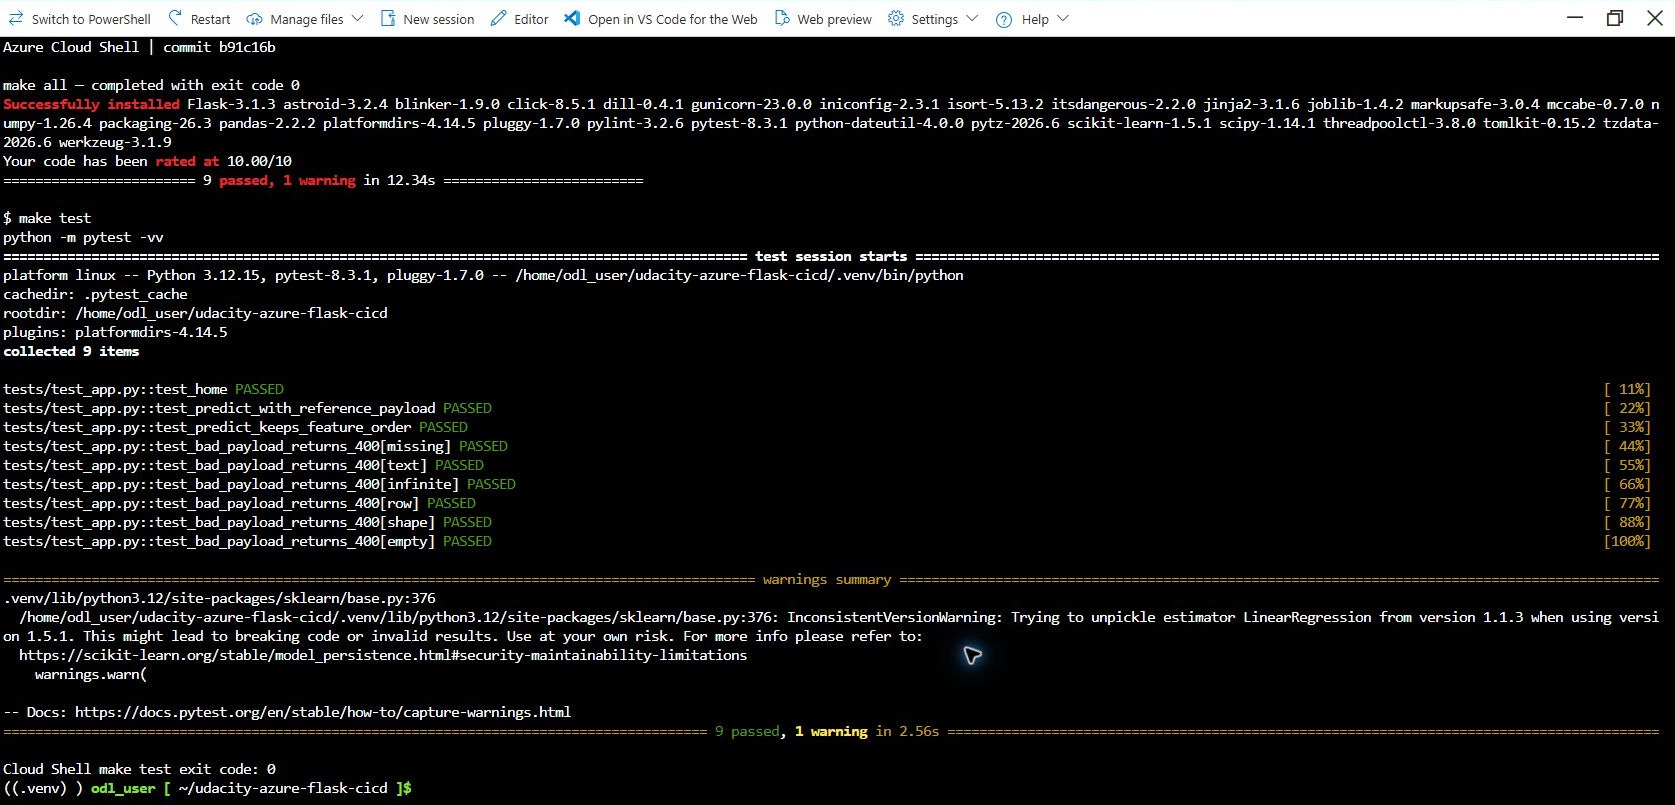 Switch to PowerShell Restart Manage files New session Editor Open in VS Code for the Web Web preview Settings Help
Azure Cloud Shell | commit b91c16b
make all — completed with exit code 0
Successfully installed Flask-3.1.3 astroid-3.2.4 blinker-1.9.0 click-8.5.1 dill-0.4.1 gunicorn-23.0.0 iniconfig-2.3.1 isort-5.13.2 itsdangerous-2.2.0 jinja2-3.1.6 joblib-1.4.2 markupsafe-3.0.4 mccabe-0.7.0 n
umpy-1.26.4 packaging-26.3 pandas-2.2.2 platformdirs-4.14.5 pluggy-1.7.0 pylint-3.2.6 pytest-8.3.1 python-dateutil-4.0.0 pytz-2026.6 scikit-learn-1.5.1 scipy-1.14.1 threadpoolctl-3.8.0 tomlkit-0.15.2 tzdata-
2026.6 werkzeug-3.1.9
Your code has been rated at 10.00/10
======================== 9 passed, 1 warning in 12.34s =========================
$ make test
python -m pytest -vv
============================================================================================= test session starts =============================================================================================
platform linux -- Python 3.12.15, pytest-8.3.1, pluggy-1.7.0 -- /home/odl_user/udacity-azure-flask-cicd/.venv/bin/python
cachedir: .pytest_cache
rootdir: /home/odl_user/udacity-azure-flask-cicd
plugins: platformdirs-4.14.5
collected 9 items
tests/test_app.py::test_home PASSED [ 11%]
tests/test_app.py::test_predict_with_reference_payload PASSED [ 22%]
tests/test_app.py::test_predict_keeps_feature_order PASSED [ 33%]
tests/test_app.py::test_bad_payload_returns_400[missing] PASSED [ 44%]
tests/test_app.py::test_bad_payload_returns_400[text] PASSED [ 55%]
tests/test_app.py::test_bad_payload_returns_400[infinite] PASSED [ 66%]
tests/test_app.py::test_bad_payload_returns_400[row] PASSED [ 77%]
tests/test_app.py::test_bad_payload_returns_400[shape] PASSED [ 88%]
tests/test_app.py::test_bad_payload_returns_400[empty] PASSED [100%]
============================================================================================== warnings summary ===============================================================================================
.venv/lib/python3.12/site-packages/sklearn/base.py:376
/home/odl_user/udacity-azure-flask-cicd/.venv/lib/python3.12/site-packages/sklearn/base.py:376: InconsistentVersionWarning: Trying to unpickle estimator LinearRegression from version 1.1.3 when using versi
on 1.5.1. This might lead to breaking code or invalid results. Use at your own risk. For more info please refer to:
https://scikit-learn.org/stable/model_persistence.html#security-maintainability-limitations
warnings.warn(
-- Docs: https://docs.pytest.org/en/stable/how-to/capture-warnings.html
======================================================================================== 9 passed, 1 warning in 2.56s =========================================================================================
Cloud Shell make test exit code: 0
((.venv) ) odl_user [ ~/udacity-azure-flask-cicd ]$